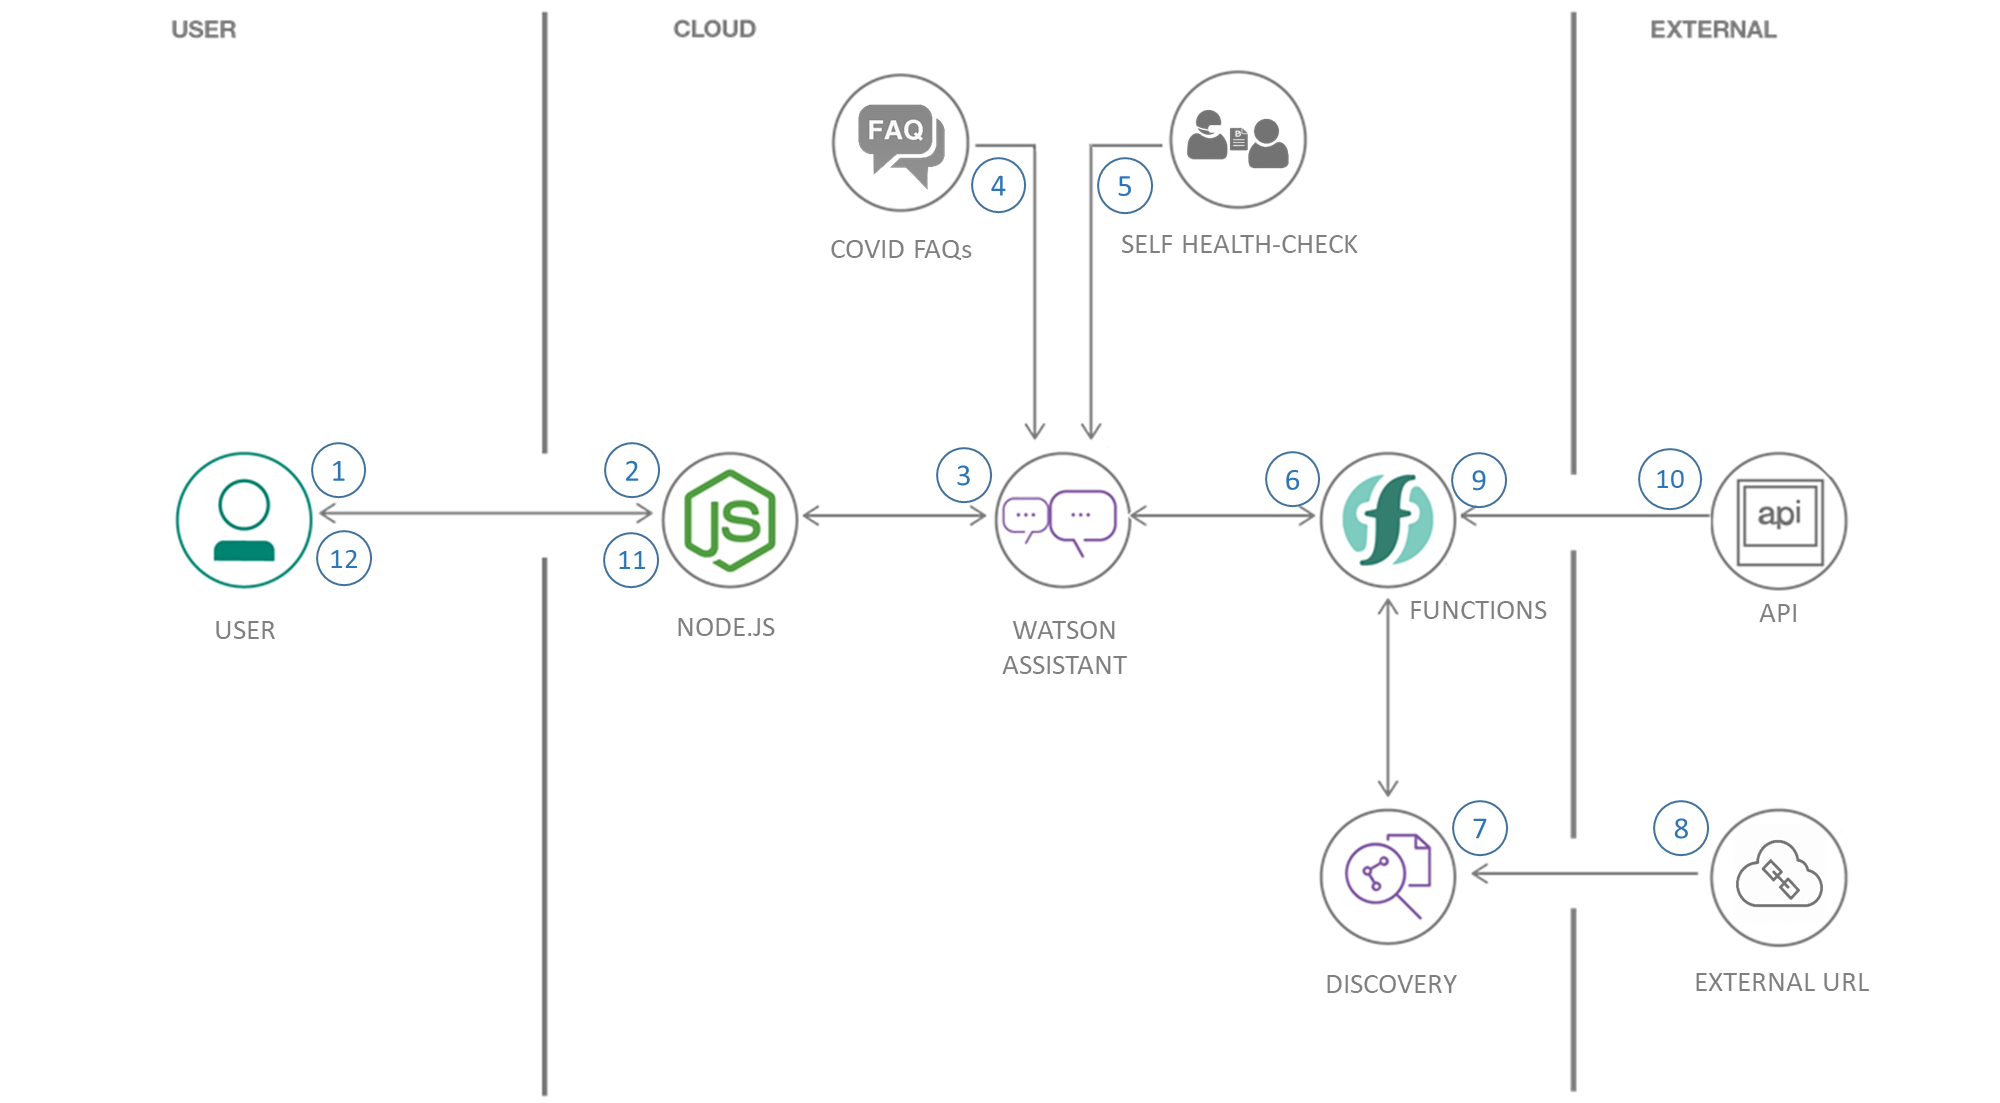 USER
CLOUD
EXTERNAL
FAQ
4
5
COVID FAQs
SELF HEALTH-CHECK
1
2
3
6
9
10
JS
api
12
11
USER
NODE.JS
WATSON
ASSISTANT
FUNCTIONS
API
7
8
DISCOVERY
EXTERNAL URL